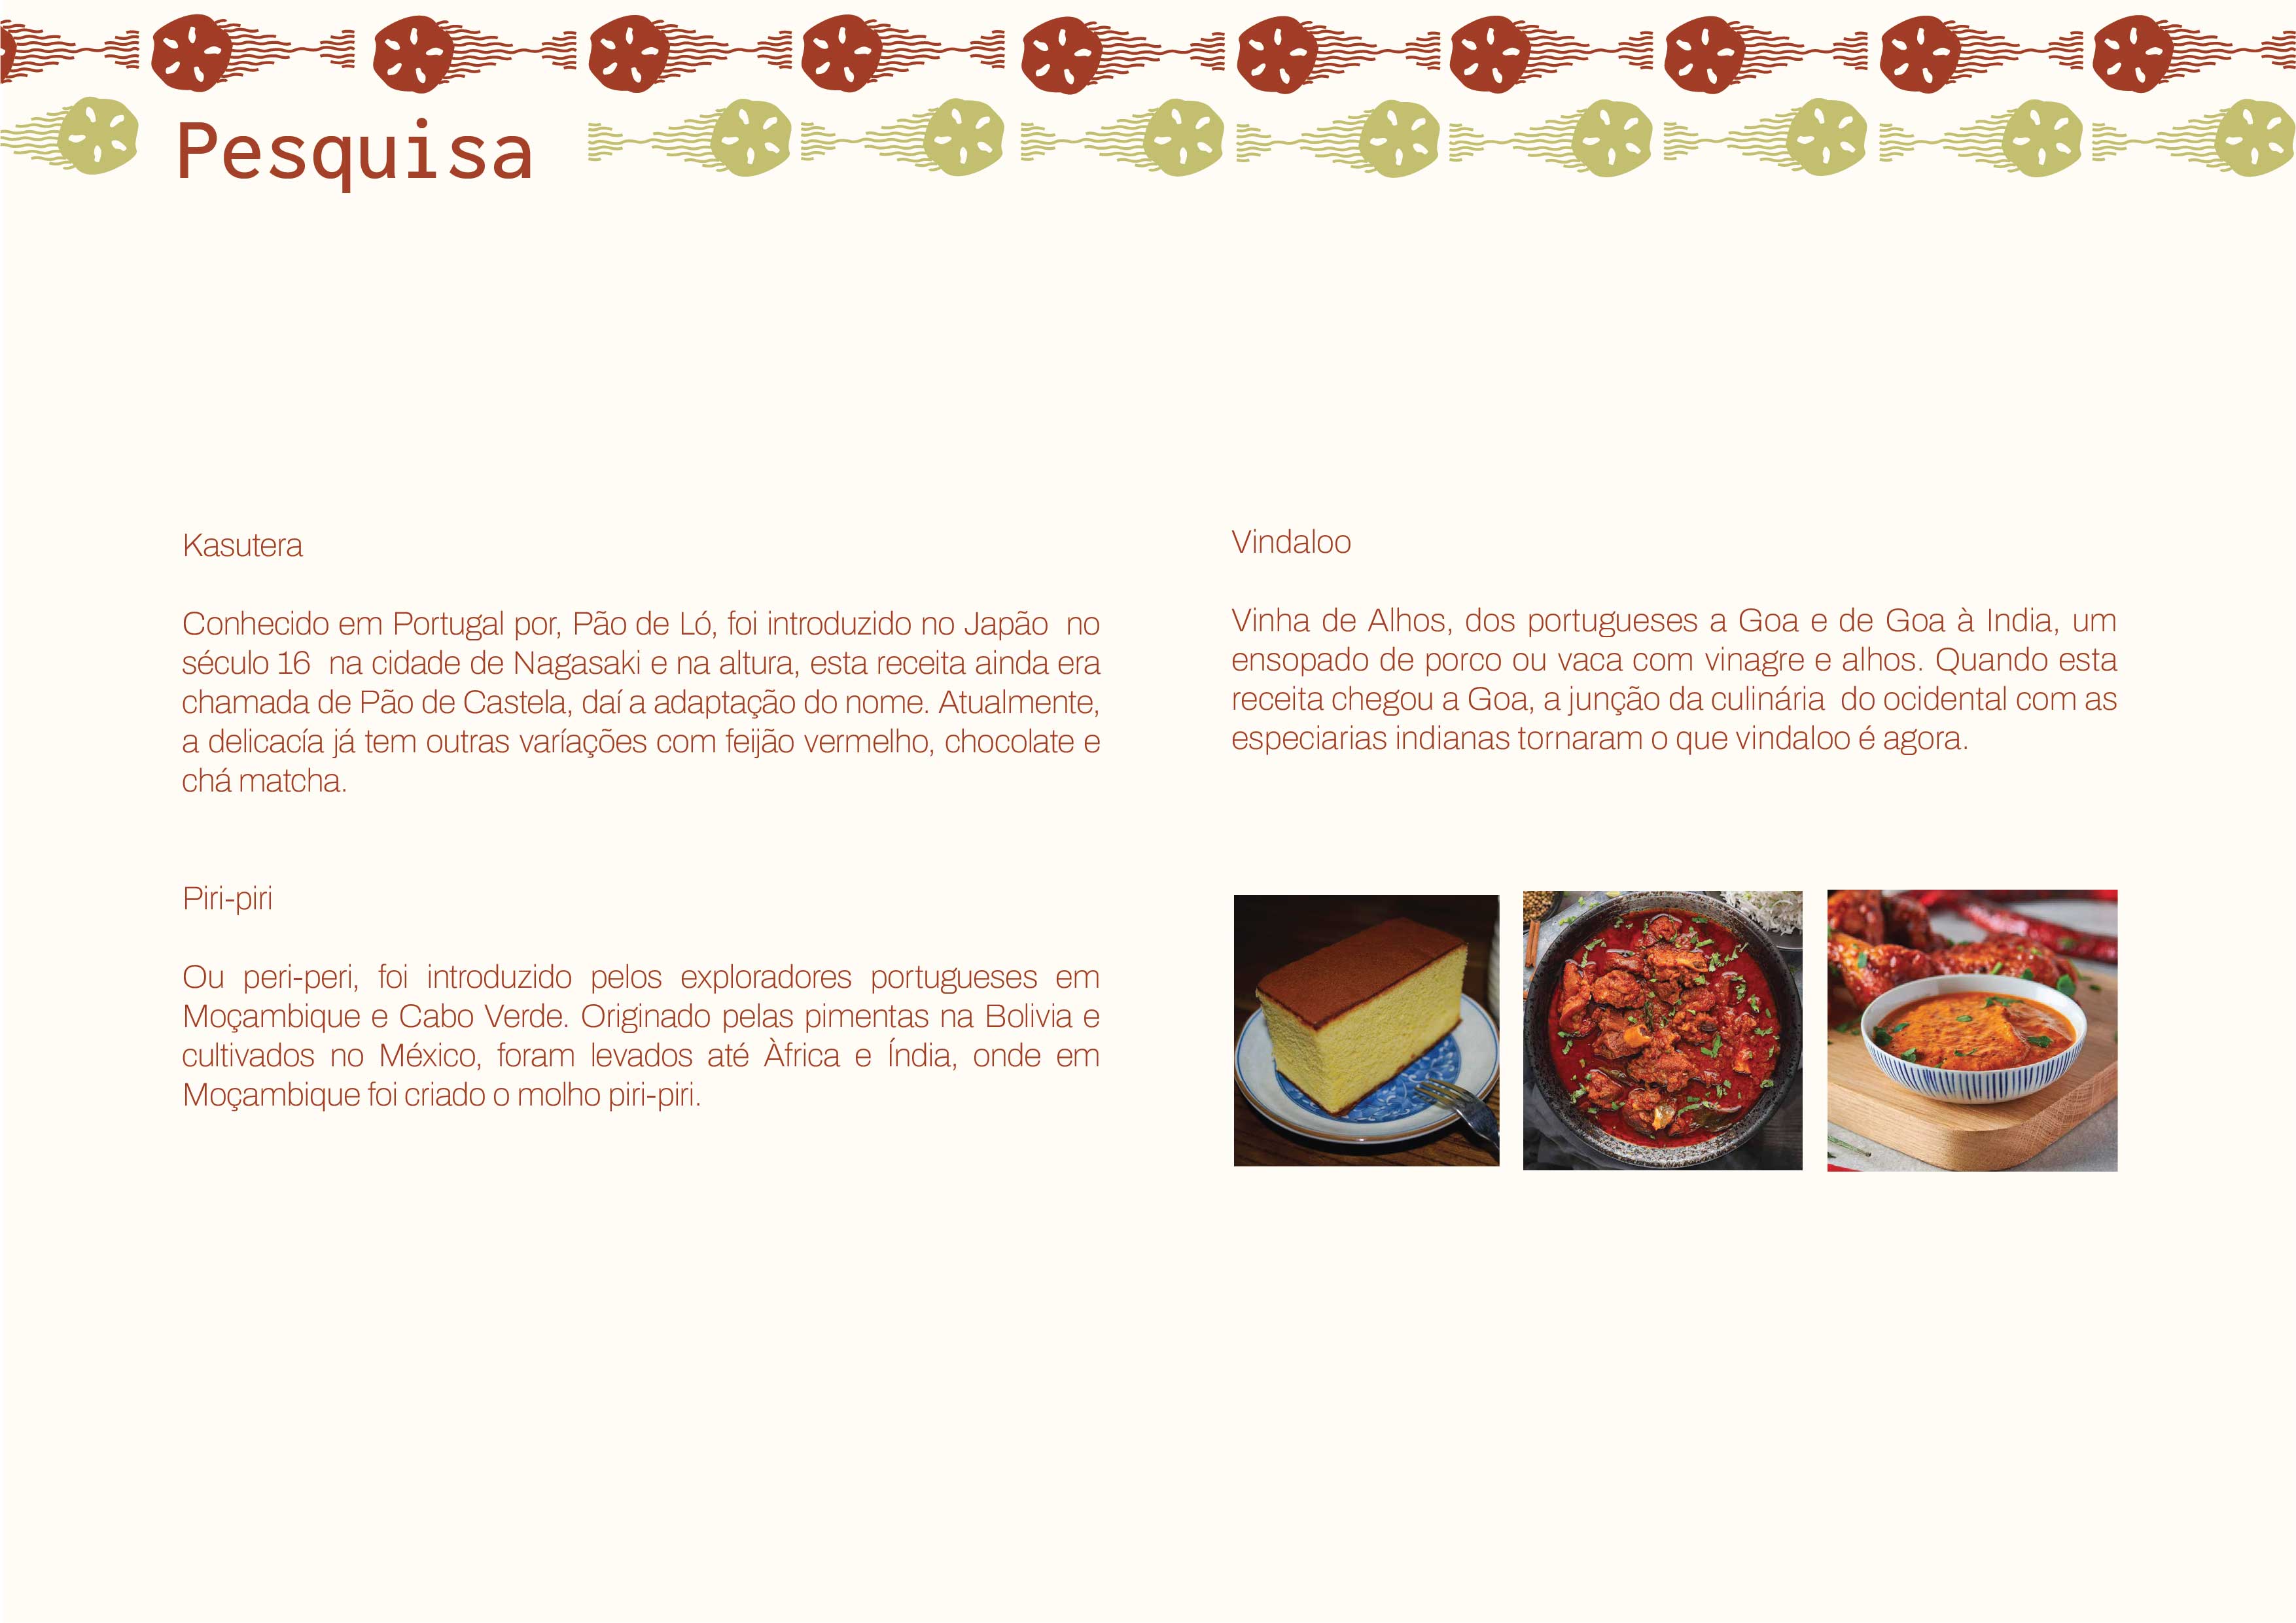 Pesquisa
Kasutera
Conhecido em Portugal por, Pão de Ló, foi introduzido no Japão  no
século 16  na cidade de Nagasaki e na altura, esta receita ainda era
chamada de Pão de Castela, daí a adaptação do nome. Atualmente,
a delicacía já tem outras varíações com feijão vermelho, chocolate e
chá matcha.
Piri-piri
Ou peri-peri, foi introduzido pelos exploradores portugueses em
Moçambique e Cabo Verde. Originado pelas pimentas na Bolivia e
cultivados no México, foram levados até Àfrica e Índia, onde em
Moçambique foi criado o molho piri-piri.
Vindaloo
Vinha de Alhos, dos portugueses a Goa e de Goa à India, um
ensopado de porco ou vaca com vinagre e alhos. Quando esta
receita chegou a Goa, a junção da culinária  do ocidental com as
especiarias indianas tornaram o que vindaloo é agora.